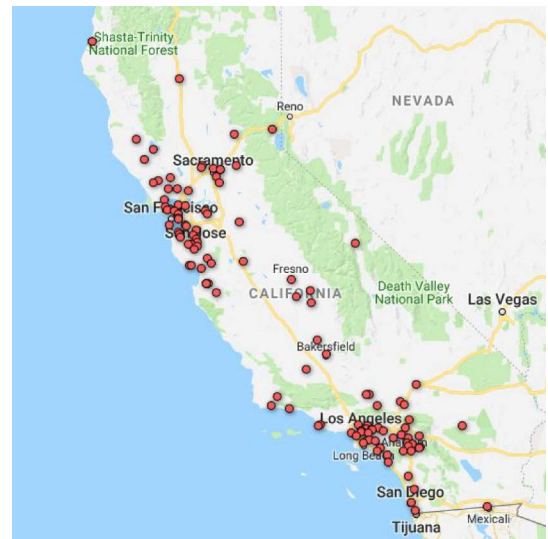 Shasta-Trinity
National Forest
Reno
NEVADA
Sacramento
San Francisco
San Jose
Fresno
CALIFORNIA
Death Valley
National Park
Las Vegas
Bakersfield
Los Angeles
Long Beach
San Diego
Tijuana
Mexicali